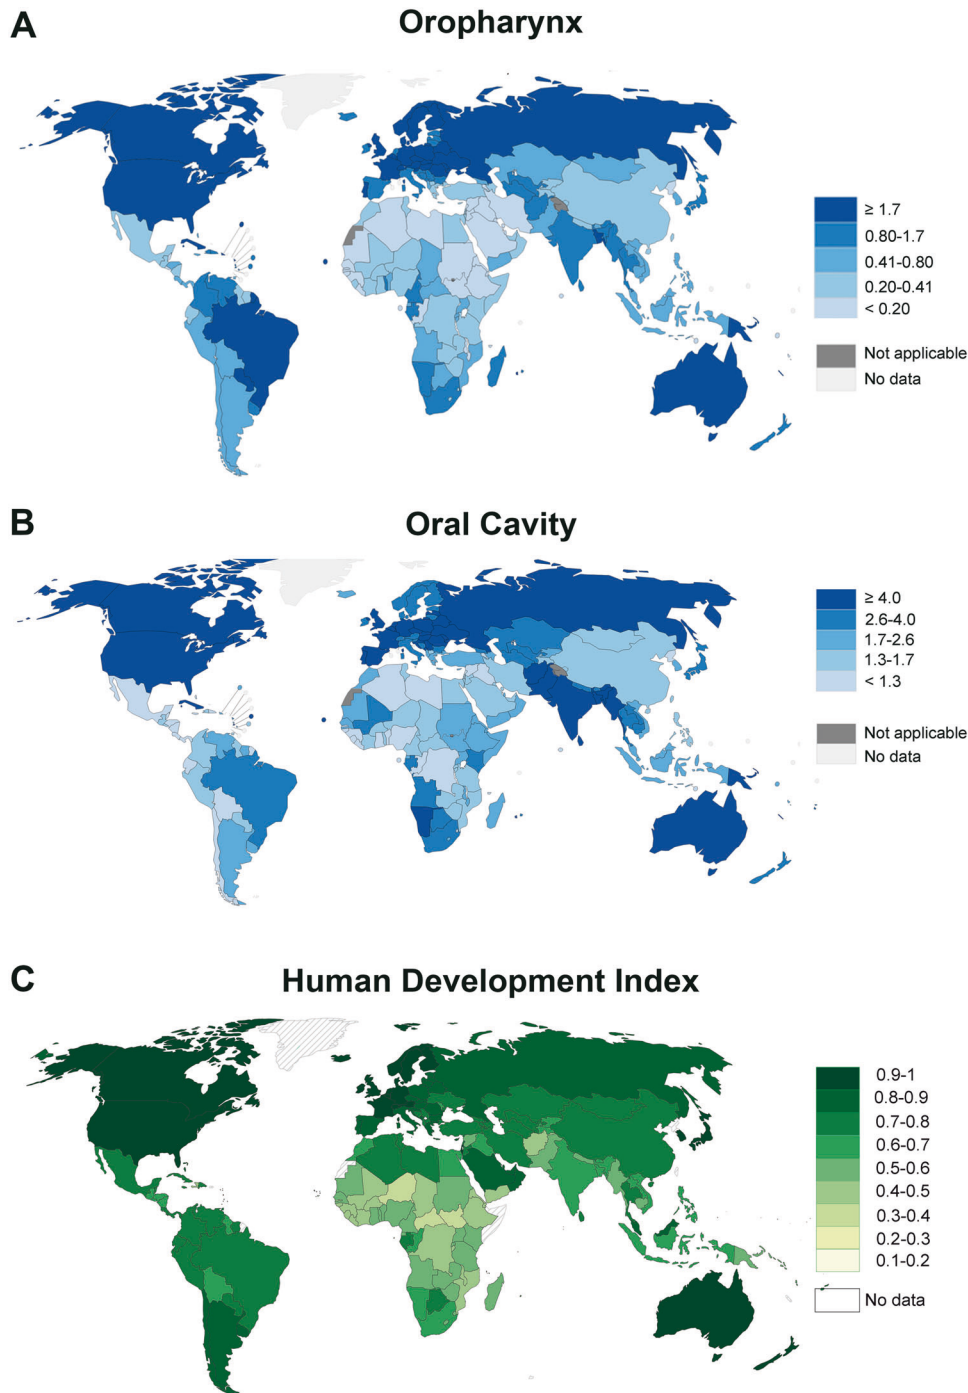 A
Oropharynx
≥ 1.7
0.80-1.7
0.41-0.80
0.20-0.41
< 0.20
Not applicable
No data
B
Oral Cavity
≥ 4.0
2.6-4.0
1.7-2.6
1.3-1.7
< 1.3
Not applicable
No data
C
Human Development Index
0.9-1
0.8-0.9
0.7-0.8
0.6-0.7
0.5-0.6
0.4-0.5
0.3-0.4
0.2-0.3
0.1-0.2
No data